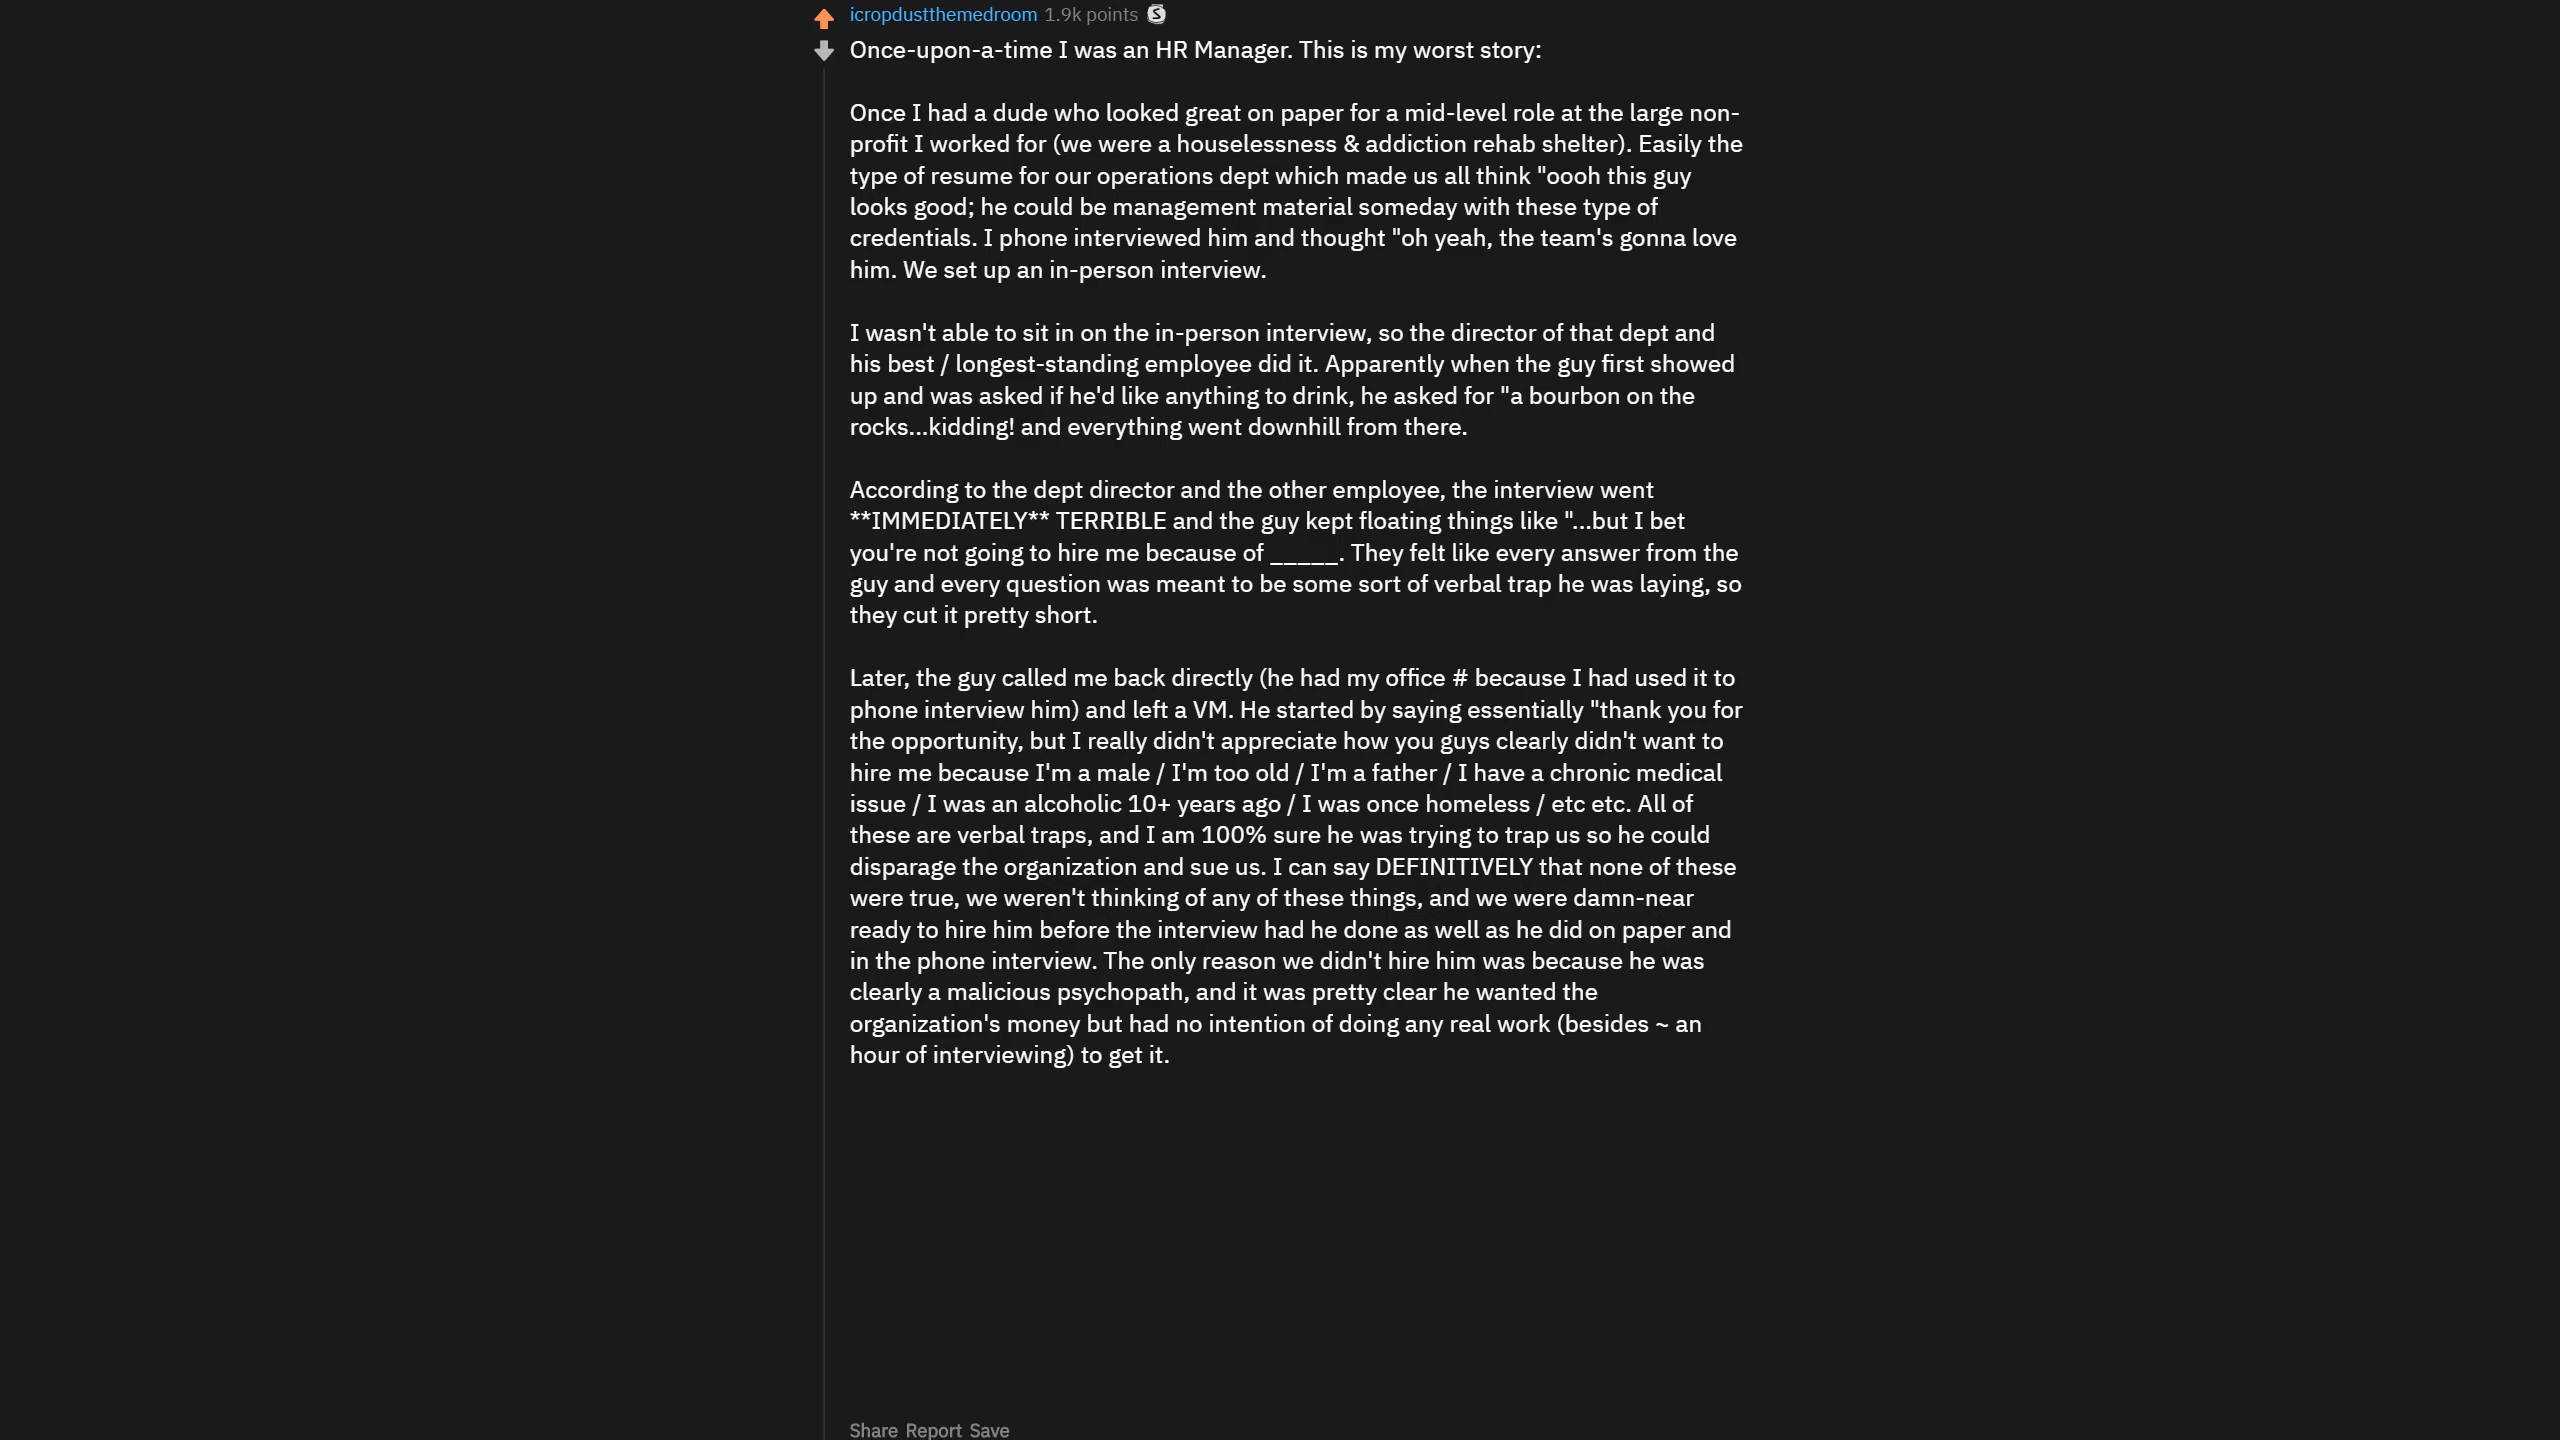 icropdustthemedroom 1.9k points S
Once-upon-a-time I was an HR Manager. This is my worst story:
Once I had a dude who looked great on paper for a mid-level role at the large non-
profit I worked for (we were a houselessness & addiction rehab shelter). Easily the
type of resume for our operations dept which made us all think "oooh this guy
looks good; he could be management material someday with these type of
credentials. I phone interviewed him and thought "oh yeah, the team's gonna love
him. We set up an in-person interview.
I wasn't able to sit in on the in-person interview, so the director of that dept and
his best / longest-standing employee did it. Apparently when the guy first showed
up and was asked if he'd like anything to drink, he asked for "a bourbon on the
rocks...kidding! and everything went downhill from there.
According to the dept director and the other employee, the interview went
**IMMEDIATELY** TERRIBLE and the guy kept floating things like "...but I bet
you're not going to hire me because of _____. They felt like every answer from the
guy and every question was meant to be some sort of verbal trap he was laying, so
they cut it pretty short.
Later, the guy called me back directly (he had my office # because I had used it to
phone interview him) and left a VM. He started by saying essentially "thank you for
the opportunity, but I really didn't appreciate how you guys clearly didn't want to
hire me because I'm a male / I'm too old / I'm a father / I have a chronic medical
issue / I was an alcoholic 10+ years ago / I was once homeless / etc etc. All of
these are verbal traps, and I am 100% sure he was trying to trap us so he could
disparage the organization and sue us. I can say DEFINITIVELY that none of these
were true, we weren't thinking of any of these things, and we were damn-near
ready to hire him before the interview had he done as well as he did on paper and
in the phone interview. The only reason we didn't hire him was because he was
clearly a malicious psychopath, and it was pretty clear he wanted the
organization's money but had no intention of doing any real work (besides ~ an
hour of interviewing) to get it.
Share Report Save